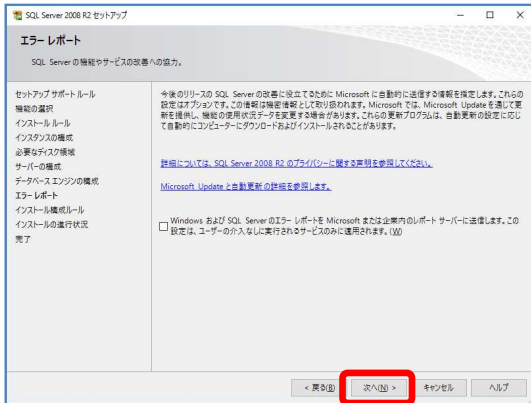 SQL Server 2008 R2 セットアップ
エラー レポート
SQL Server の機能やサービスの改善への協力。
セットアップ サポート ルール
機能の選択
インストール ルール
インスタンスの構成
必要なディスク領域
サーバーの構成
データベース エンジンの構成
エラー レポート
インストール構成ルール
インストールの進行状況
完了
今後のリリースの SQL Server の改善に役立てるために Microsoft に自動的に送信する情報を指定します。これらの
設定はオプションです。この情報は機密情報として取り扱われます。Microsoft では、Microsoft Update を通じて更
新を提供し、機能の使用状況データを変更する場合があります。これらの更新プログラムは、自動更新の設定に応じ
て自動的にコンピューターにダウンロードおよびインストールされることがあります。
詳細については、SQL Server 2008 R2 のプライバシーに関する声明を参照してください。
Microsoft Update と自動更新の詳細を参照します。
Windows および SQL Server のエラー レポートを Microsoft または企業内のレポート サーバーに送信します。この
設定は、ユーザーの介入なしに実行されるサービスのみに適用されます。(W)
< 戻る(B) 次へ(N) > キャンセル ヘルプ